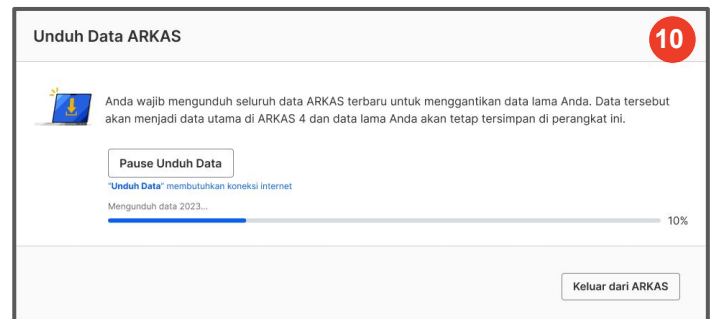 Unduh Data ARKAS
10
Anda wajib mengunduh seluruh data ARKAS terbaru untuk menggantikan data lama Anda. Data tersebut
akan menjadi data utama di ARKAS 4 dan data lama Anda akan tetap tersimpan di perangkat ini.
Pause Unduh Data
"Unduh Data" membutuhkan koneksi internet
Mengunduh data 2023...
10%
Keluar dari ARKAS